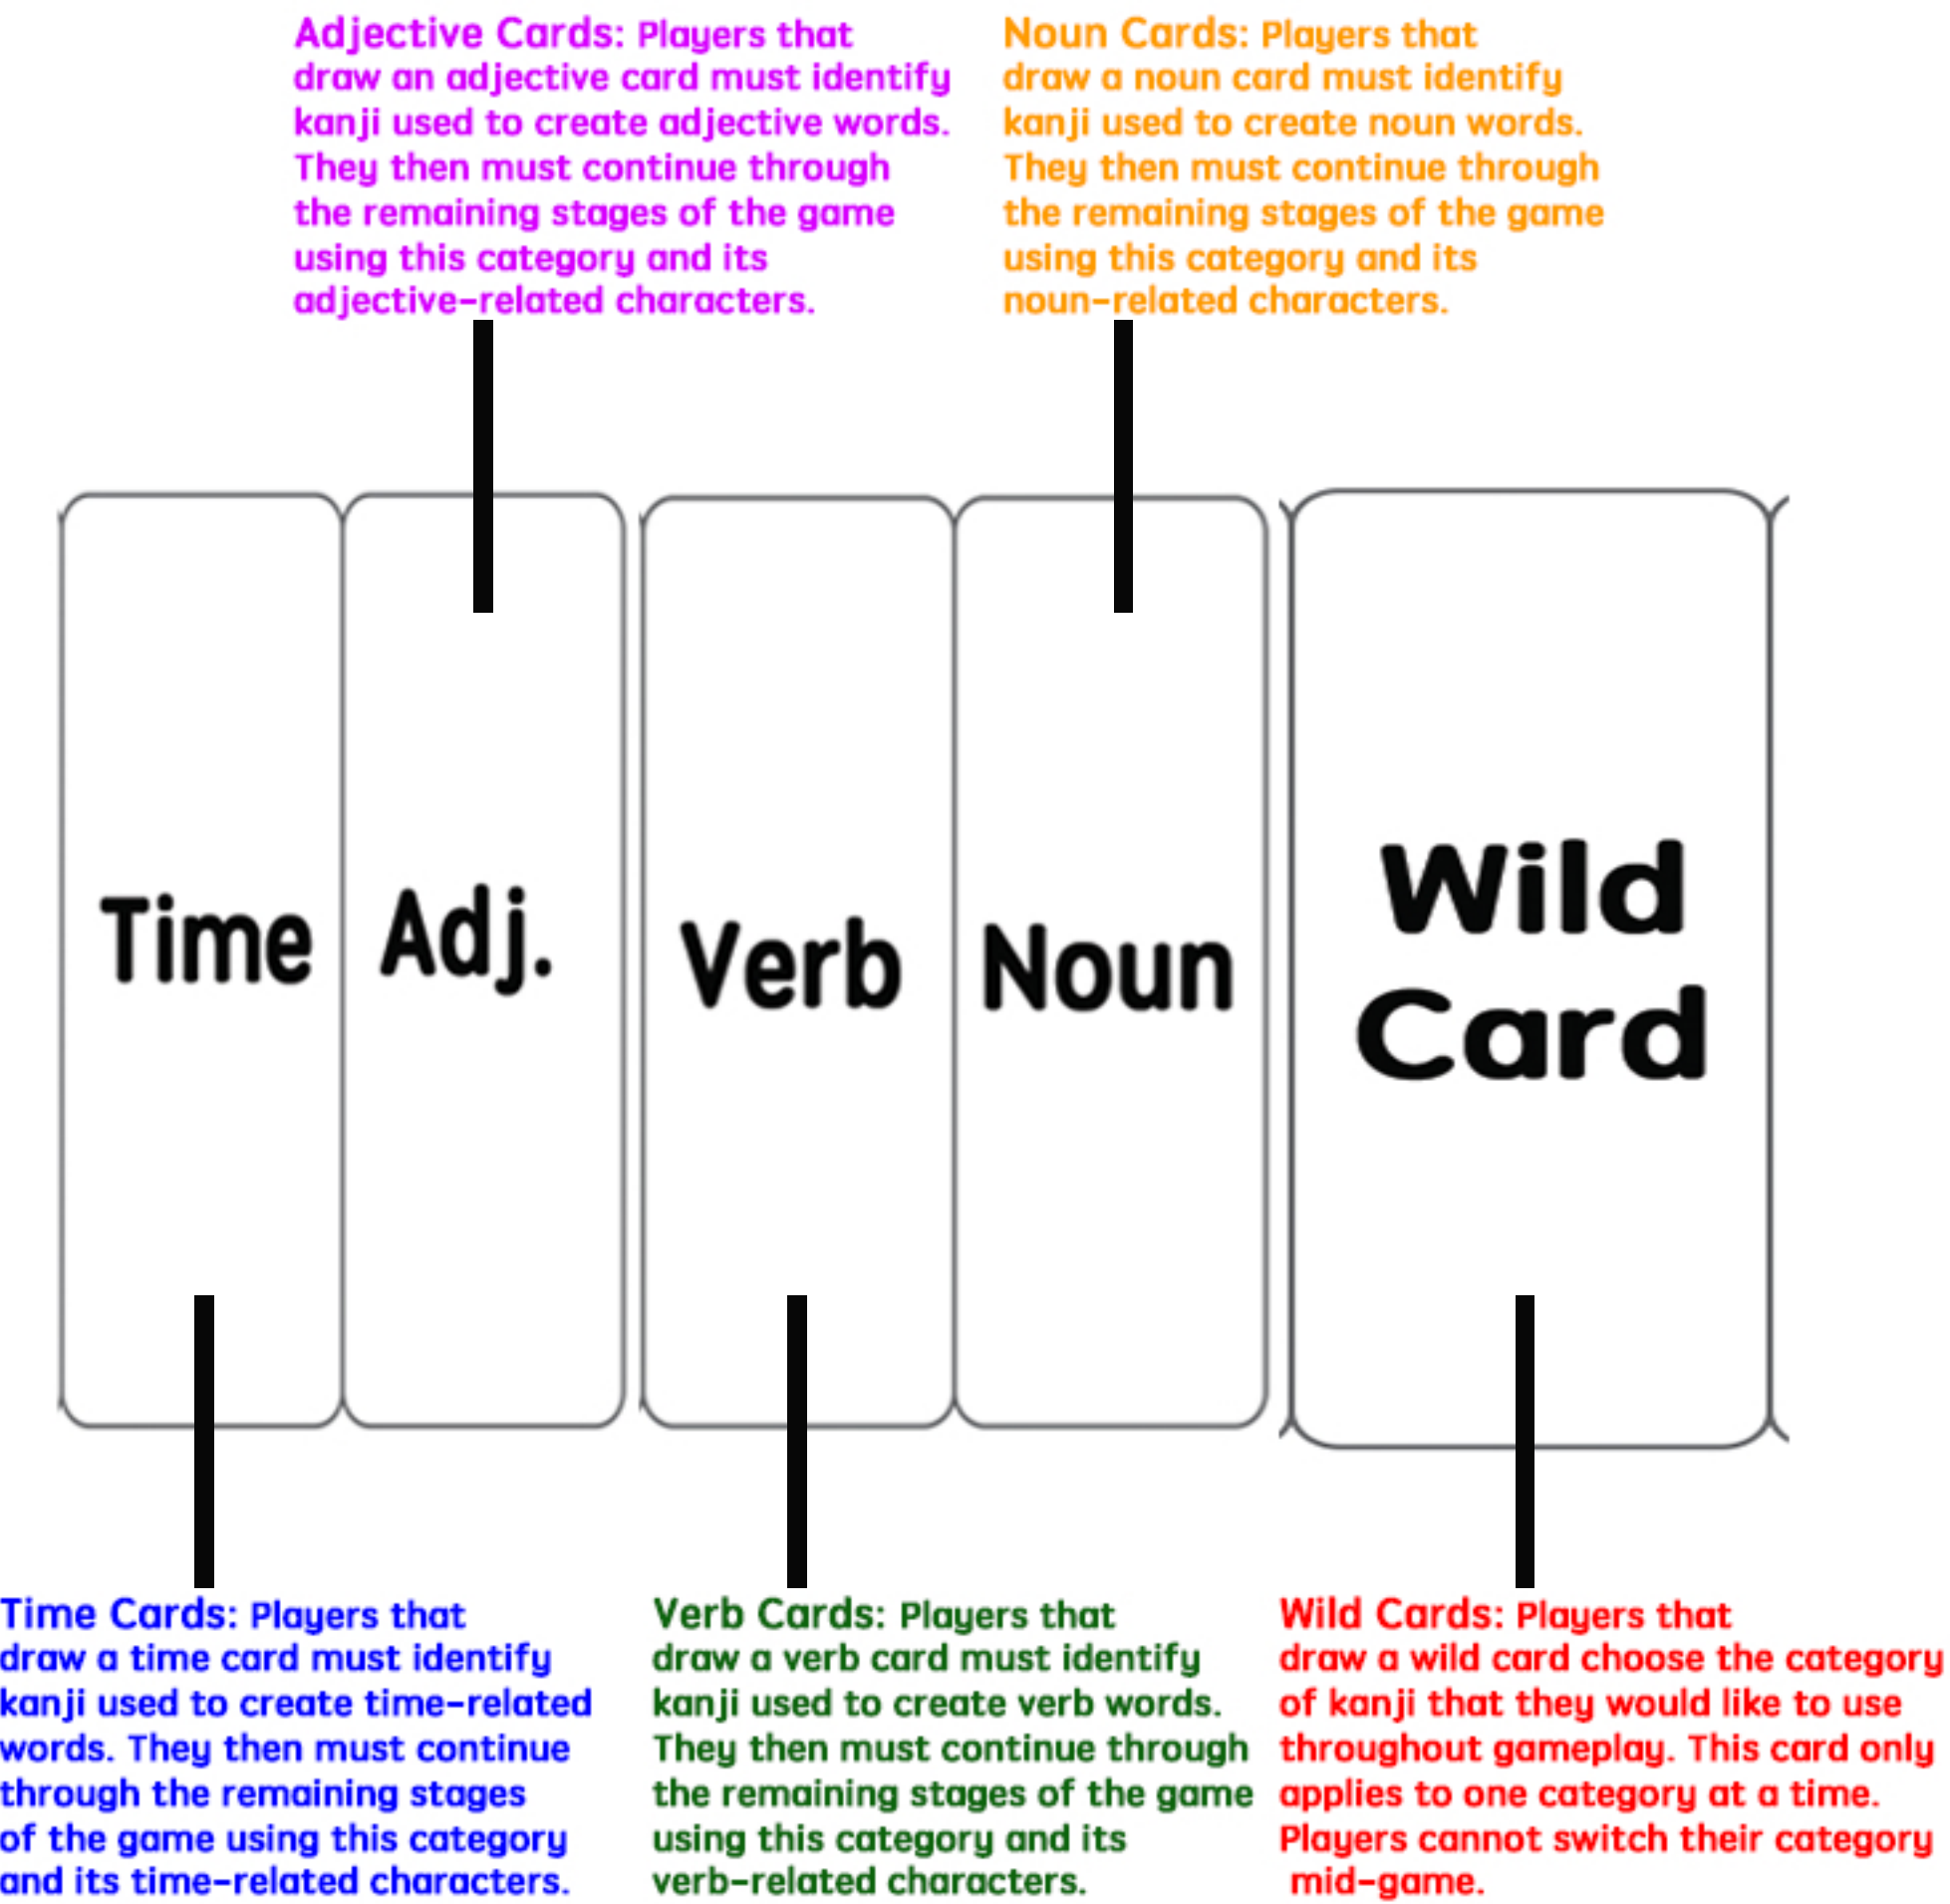 Adjective Cards: Players that
draw an adjective card must identify
kanji used to create adjective words.
They then must continue through
the remaining stages of the game
using this category and its
adjective-related characters.
Noun Cards: Players that
draw a noun card must identify
kanji used to create noun words.
They then must continue through
the remaining stages of the game
using this category and its
noun-related characters.
Time
Adj.
Verb
Noun
Wild
Card
Time Cards: Players that
draw a time card must identify
kanji used to create time-related
words. They then must continue
through the remaining stages
of the game using this category
and its time-related characters.
Verb Cards: Players that
draw a verb card must identify
kanji used to create verb words.
They then must continue through
the remaining stages of the game
using this category and its
verb-related characters.
Wild Cards: Players that
draw a wild card choose the category
of kanji that they would like to use
throughout gameplay. This card only
applies to one category at a time.
Players cannot switch their category
mid-game.